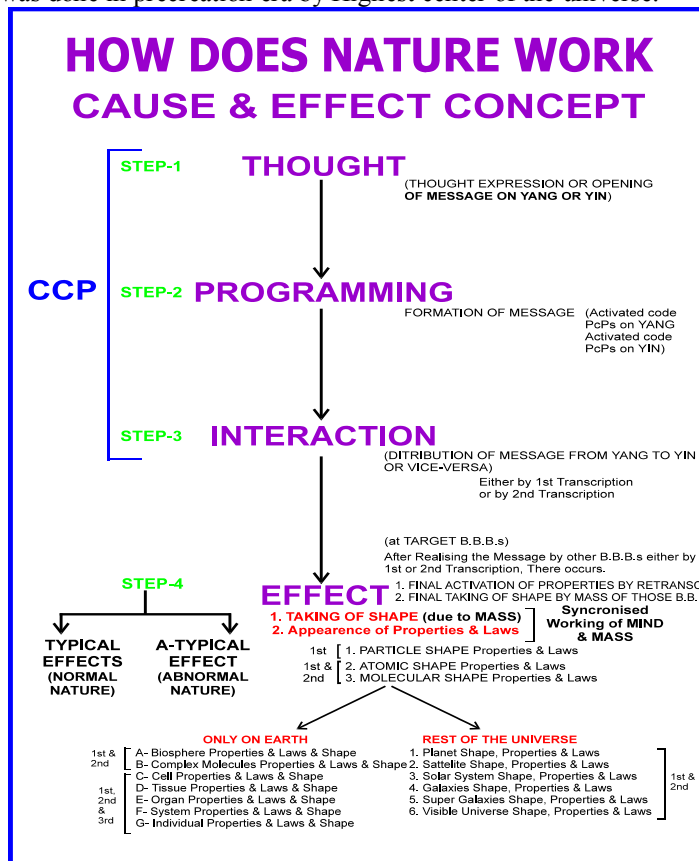 was done in precreation era by Highest center of the universe.
HOW DOES NATURE WORK
CAUSE & EFFECT CONCEPT
STEP-1
THOUGHT
(THOUGHT EXPRESSION OR OPENING
OF MESSAGE ON YANG OR YIN)
CCP
STEP-2
PROGRAMMING
FORMATION OF MESSAGE (Activated code
PcPs on YANG
Activated code
PcPs on YIN)
STEP-3
INTERACTION
(DITRIBUTION OF MESSAGE FROM YANG TO YIN
OR VICE-VERSA)
Either by 1st Transcription
or by 2nd Transcription
(at TARGET B.B.B.s)
After Realising the Message by other B.B.B.s either by
1st or 2nd Transcription, There occurs.
STEP-4
EFFECT
1. FINAL ACTIVATION OF PROPERTIES BY RETRANSC
2. FINAL TAKING OF SHAPE BY MASS OF THOSE B.B.
1. TAKING OF SHAPE (due to MASS)
2. Appearence of Properties & Laws
Syncronised
Working of MIND
& MASS
TYPICAL
EFFECTS
(NORMAL
NATURE)
A-TYPICAL
EFFECT
(ABNORMAL
NATURE)
1st 1. PARTICLE SHAPE Properties & Laws
1st & 2. ATOMIC SHAPE Properties & Laws
2nd 3. MOLECULAR SHAPE Properties & Laws
ONLY ON EARTH
1st &
2nd
A- Biosphere Properties & Laws & Shape
B- Complex Molecules Properties & Laws & Shape
1st,
2nd
&
3rd
C- Cell Properties & Laws & Shape
D- Tissue Properties & Laws & Shape
E- Organ Properties & Laws & Shape
F- System Properties & Laws & Shape
G- Individual Properties & Laws & Shape
REST OF THE UNIVERSE
1. Planet Shape, Properties & Laws
2. Sattelite Shape, Properties & Laws
3. Solar System Shape, Properties & Laws
4. Galaxies Shape, Properties & Laws
5. Super Galaxies Shape, Properties & Laws
6. Visible Universe Shape, Properties & Laws
1st &
2nd